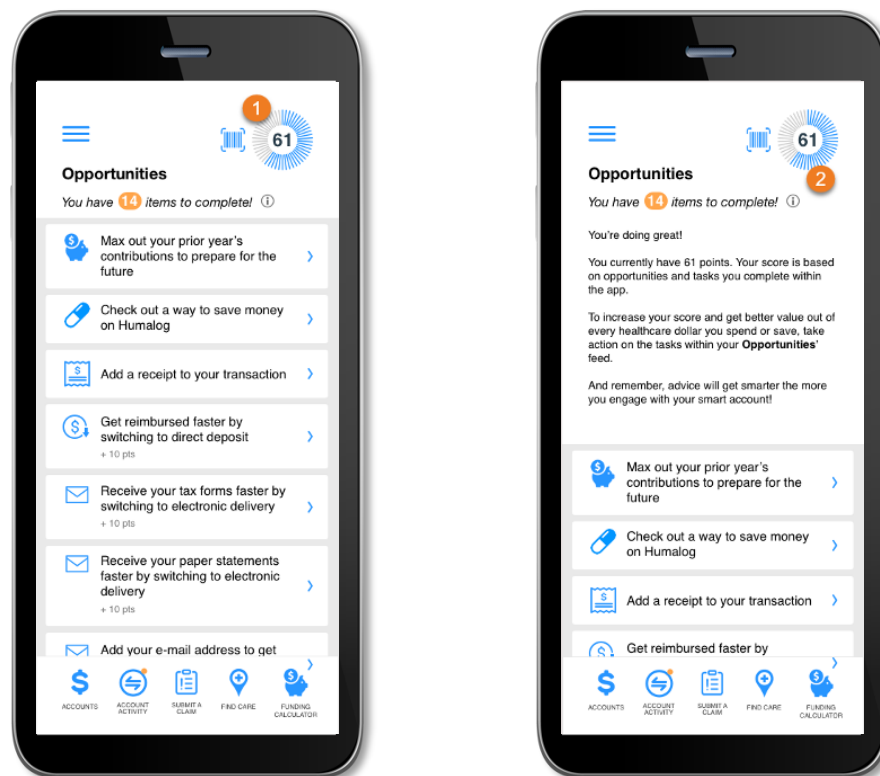 1
61
Opportunities
You have 14 items to complete!
Max out your prior year's
contributions to prepare for the
future
Check out a way to save money
on Humalog
Add a receipt to your transaction
Get reimbursed faster by
switching to direct deposit
+ 10 pts
Receive your tax forms faster by
switching to electronic delivery
+ 10 pts
Receive your paper statements
faster by switching to electronic
delivery
+ 10 pts
Add your e-mail address to get
ACCOUNTS
ACCOUNT
ACTIVITY
SUBMIT A
CLAIM
FIND CARE
FUNDING
CALCULATOR
61
2
Opportunities
You have 14 items to complete!
You're doing great!
You currently have 61 points. Your score is based
on opportunities and tasks you complete within
the app.
To increase your score and get better value out of
every healthcare dollar you spend or save, take
action on the tasks within your Opportunities'
feed.
And remember, advice will get smarter the more
you engage with your smart account!
Max out your prior year's
contributions to prepare for the
future
Check out a way to save money
on Humalog
Add a receipt to your transaction
Get reimbursed faster by
ACCOUNTS
ACCOUNT
ACTIVITY
SUBMIT A
CLAIM
FIND CARE
FUNDING
CALCULATOR